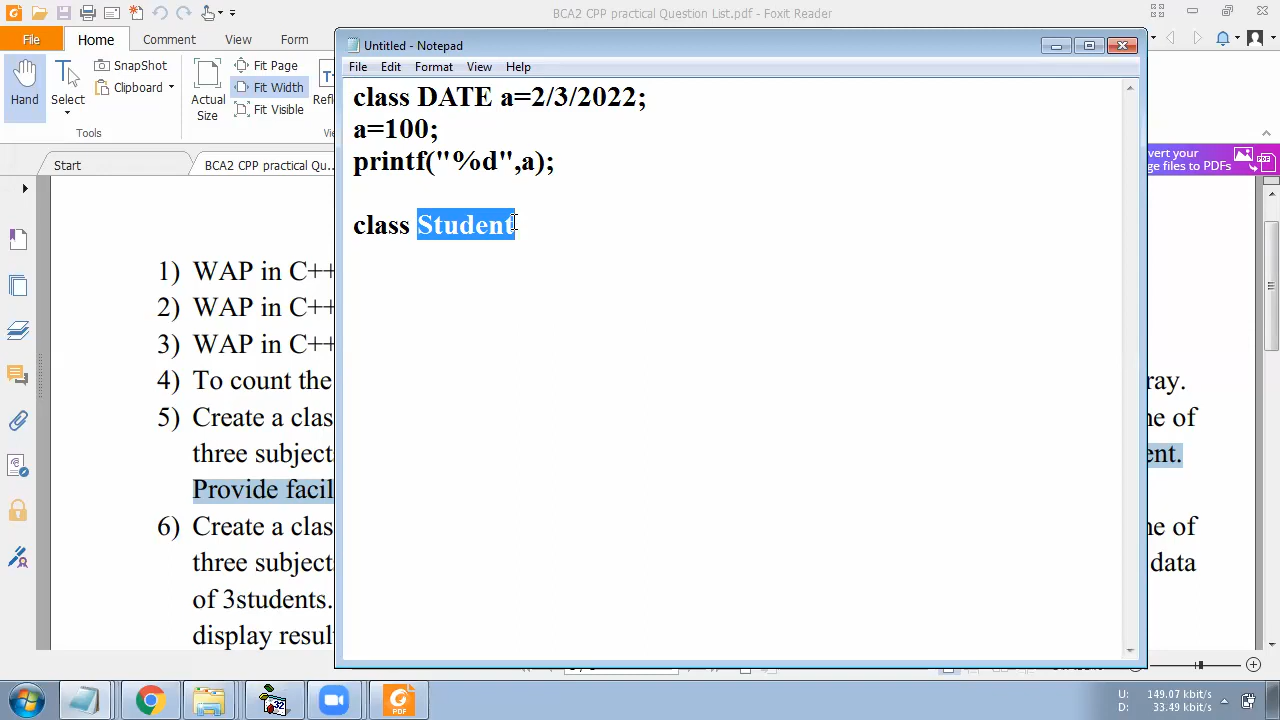 BCA2 CPP practical Question List.pdf - Foxit Reader
File Home Comment View Form
Hand
Select
SnapShot
Clipboard
Tools
Actual
Size
Fit Page
Fit Width
Fit Visible
Start
BCA2 CPP practical Qu...
Untitled - Notepad
File Edit Format View Help
class DATE a=2/3/2022;
a=100;
printf("%d",a);
class Student
vert your
ge files to PDFs
1) WAP in C++
2) WAP in C++
3) WAP in C++
4) To count the ray.
5) Create a clas ne of
three subject ent.
Provide facil
6) Create a clas ne of
three subject data
of 3students.
display resul
32
PDF
U: 149.07 kbit/s
D: 33.49 kbit/s